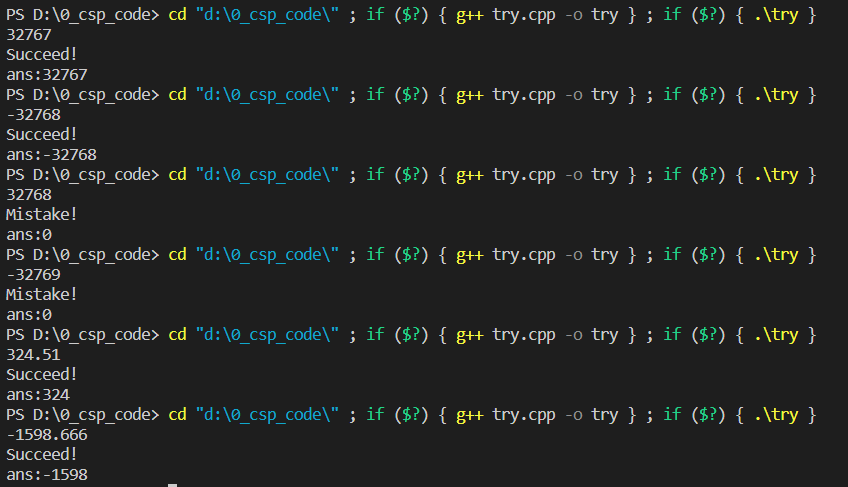 PS D:\0_csp_code> cd "d:\0_csp_code\" ; if ($?) { g++ try.cpp -o try } ; if ($?) { .\try }
32767
Succeed!
ans:32767
PS D:\0_csp_code> cd "d:\0_csp_code\" ; if ($?) { g++ try.cpp -o try } ; if ($?) { .\try }
-32768
Succeed!
ans:-32768
PS D:\0_csp_code> cd "d:\0_csp_code\" ; if ($?) { g++ try.cpp -o try } ; if ($?) { .\try }
32768
Mistake!
ans:0
PS D:\0_csp_code> cd "d:\0_csp_code\" ; if ($?) { g++ try.cpp -o try } ; if ($?) { .\try }
-32769
Mistake!
ans:0
PS D:\0_csp_code> cd "d:\0_csp_code\" ; if ($?) { g++ try.cpp -o try } ; if ($?) { .\try }
324.51
Succeed!
ans:324
PS D:\0_csp_code> cd "d:\0_csp_code\" ; if ($?) { g++ try.cpp -o try } ; if ($?) { .\try }
-1598.666
Succeed!
ans:-1598